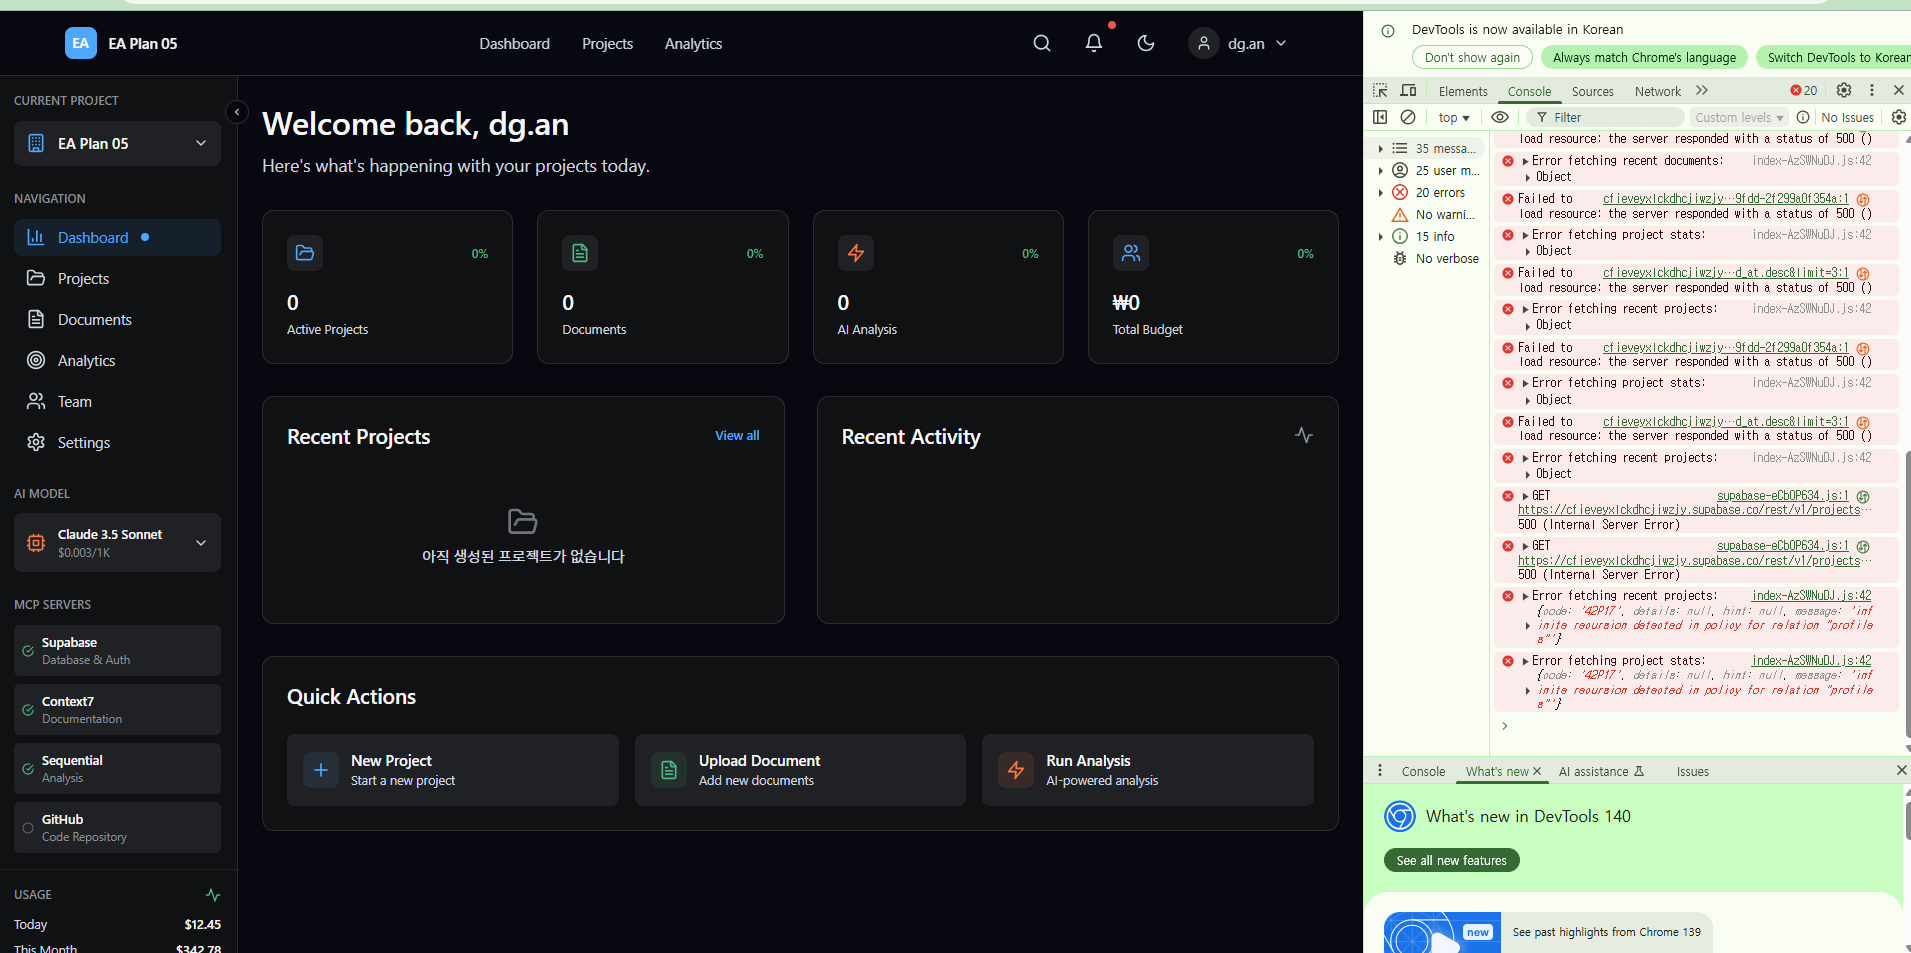 EA
EA Plan 05
Dashboard
Projects
Analytics
dg.an
CURRENT PROJECT
EA Plan 05
NAVIGATION
Dashboard
Projects
Documents
Analytics
Team
Settings
AI MODEL
Claude 3.5 Sonnet
$0.003/1K
MCP SERVERS
Supabase
Database & Auth
Context7
Documentation
Sequential
Analysis
GitHub
Code Repository
USAGE
Today $12.45
This Month $342.78
Welcome back, dg.an
Here's what's happening with your projects today.
0%
0
Active Projects
0%
0
Documents
0%
0
AI Analysis
0%
₩0
Total Budget
Recent Projects
View all
아직 생성된 프로젝트가 없습니다
Recent Activity
Quick Actions
New Project
Start a new project
Upload Document
Add new documents
Run Analysis
AI-powered analysis
DevTools is now available in Korean
Don't show again
Always match Chrome's language
Switch DevTools to Korean
Elements
Console
Sources
Network
20
top
Filter
Custom levels
No Issues
35 messa...
25 user m...
20 errors
No warni...
15 info
No verbose
load resource: the server responded with a status of 500 ()
Error fetching recent documents: index-AzSWNuDJ.js:42
Object
Failed to cfieveyxlckdhcjiwzjy…9fdd-2f299a0f354a:1
load resource: the server responded with a status of 500 ()
Error fetching project stats: index-AzSWNuDJ.js:42
Object
Failed to cfieveyxlckdhcjiwzjy…d_at.desc&limit=3:1
load resource: the server responded with a status of 500 ()
Error fetching recent projects: index-AzSWNuDJ.js:42
Object
Failed to cfieveyxlckdhcjiwzjy…9fdd-2f299a0f354a:1
load resource: the server responded with a status of 500 ()
Error fetching project stats: index-AzSWNuDJ.js:42
Object
Failed to cfieveyxlckdhcjiwzjy…d_at.desc&limit=3:1
load resource: the server responded with a status of 500 ()
Error fetching recent projects: index-AzSWNuDJ.js:42
Object
GET supabase-eCbOP634.js:1
https://cfieveyxlckdhcjiwzjy.supabase.co/rest/v1/projects…
500 (Internal Server Error)
GET supabase-eCbOP634.js:1
https://cfieveyxlckdhcjiwzjy.supabase.co/rest/v1/projects…
500 (Internal Server Error)
Error fetching recent projects: index-AzSWNuDJ.js:42
{code: '42P17', details: null, hint: null, message: 'inf
inite recursion detected in policy for relation "profile
s"'}
Error fetching project stats: index-AzSWNuDJ.js:42
{code: '42P17', details: null, hint: null, message: 'inf
inite recursion detected in policy for relation "profile
s"'}
Console
What's new
AI assistance
Issues
What's new in DevTools 140
See all new features
new
See past highlights from Chrome 139